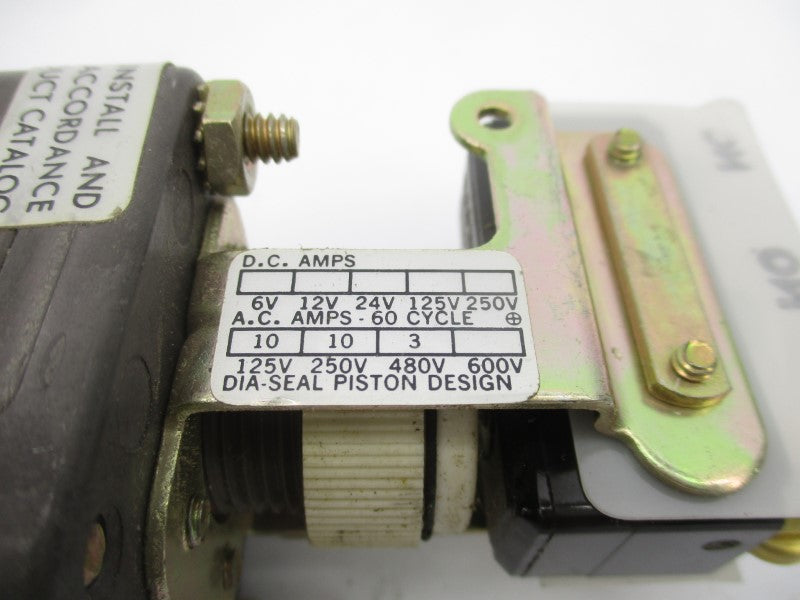 NSTALL AND
ACCORDANCE
UCT CATALOG
D.C. AMPS
6V 12V 24V 125V 250V
A.C. AMPS - 60 CYCLE
10 10 3
125V 250V 480V 600V
DIA-SEAL PISTON DESIGN
NO